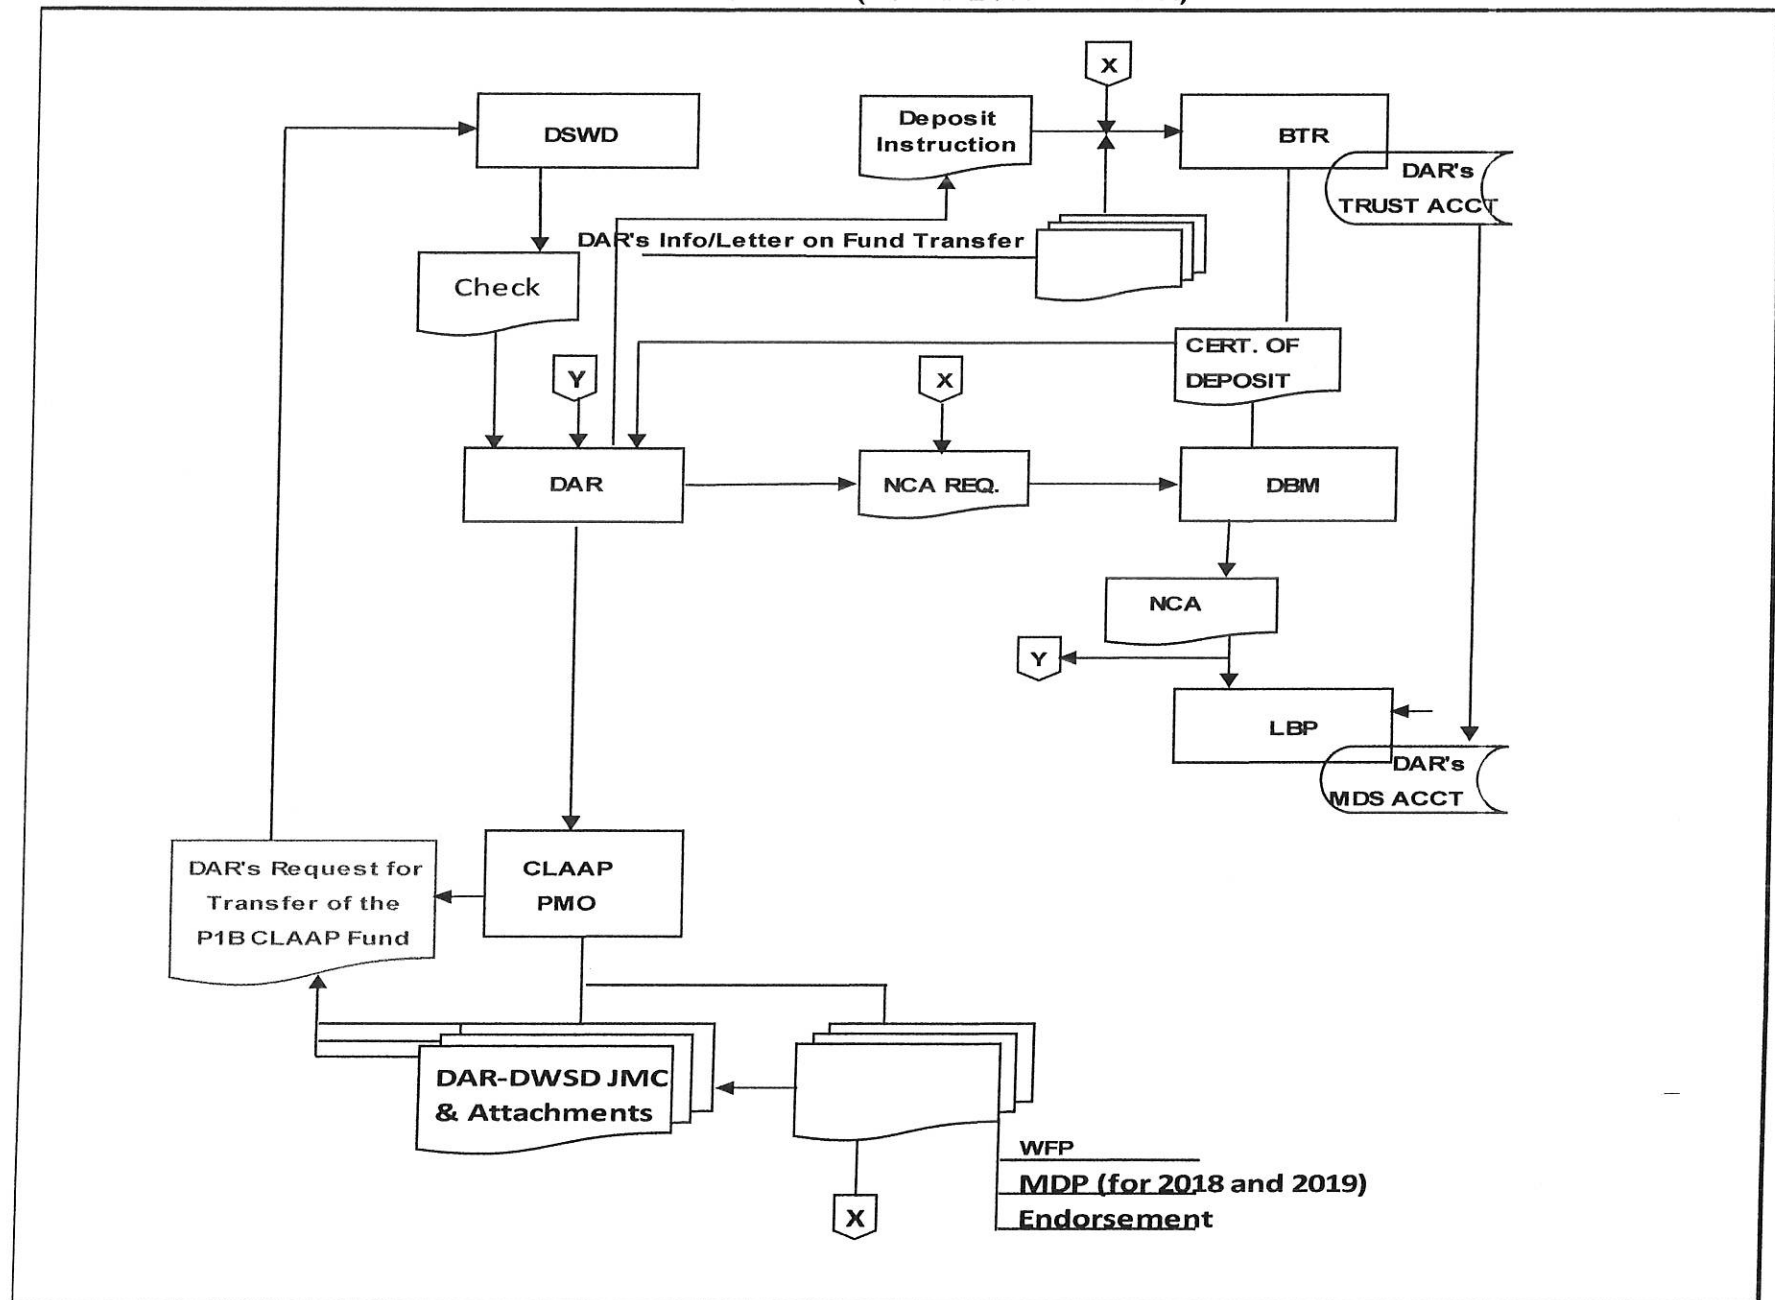 X
DSWD
Deposit
Instruction
BTR
DAR's
TRUST ACCT
DAR's Info/Letter on Fund Transfer
Check
CERT. OF
DEPOSIT
Y
X
DAR
NCA REQ.
DBM
NCA
Y
LBP
DAR's
MDS ACCT
DAR's Request for
Transfer of the
P1B CLAAP Fund
CLAAP
PMO
DAR-DWSD JMC
& Attachments
WFP
MDP (for 2018 and 2019)
Endorsement
X